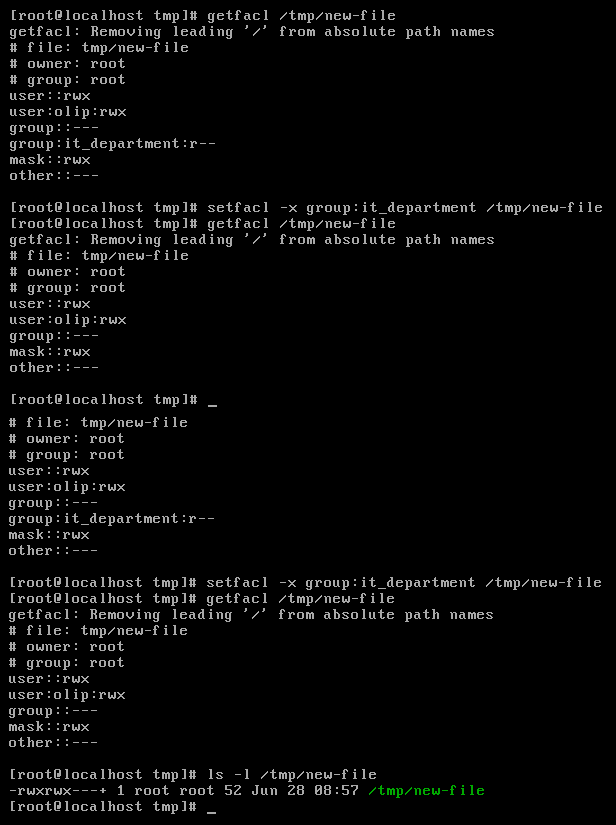 [root@localhost tmp]# getfacl /tmp/new-file
getfacl: Removing leading '/' from absolute path names
# file: tmp/new-file
# owner: root
# group: root
user::rwx
user:olip:rwx
group::---
group:it_department:r--
mask::rwx
other::---
[root@localhost tmp]# setfacl -x group:it_department /tmp/new-file
[root@localhost tmp]# getfacl /tmp/new-file
getfacl: Removing leading '/' from absolute path names
# file: tmp/new-file
# owner: root
# group: root
user::rwx
user:olip:rwx
group::---
mask::rwx
other::---
[root@localhost tmp]# _
# file: tmp/new-file
# owner: root
# group: root
user::rwx
user:olip:rwx
group::---
group:it_department:r--
mask::rwx
other::---
[root@localhost tmp]# setfacl -x group:it_department /tmp/new-file
[root@localhost tmp]# getfacl /tmp/new-file
getfacl: Removing leading '/' from absolute path names
# file: tmp/new-file
# owner: root
# group: root
user::rwx
user:olip:rwx
group::---
mask::rwx
other::---
[root@localhost tmp]# ls -l /tmp/new-file
-rwxrwx---+ 1 root root 52 Jun 28 08:57 /tmp/new-file
[root@localhost tmp]# _